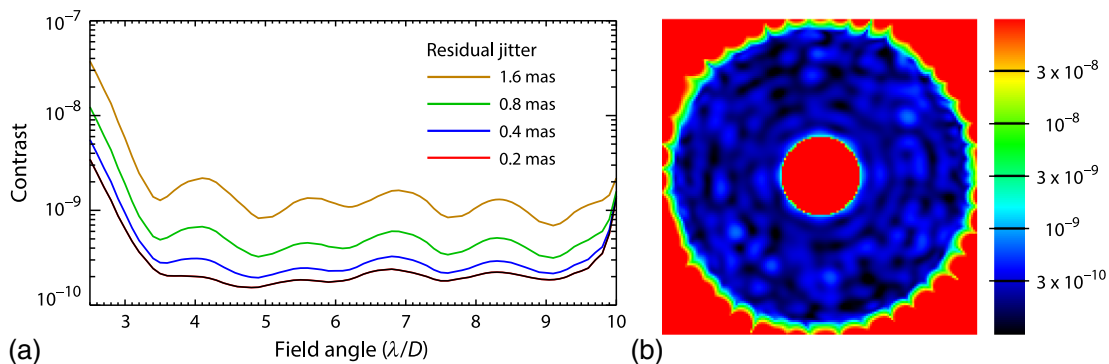 10⁻⁷
10⁻⁸
10⁻⁹
10⁻¹⁰
Contrast
Residual jitter
1.6 mas
0.8 mas
0.4 mas
0.2 mas
3 4 5 6 7 8 9 10
Field angle (λ/D)
(a)
(b)
3 x 10⁻⁸
10⁻⁸
3 x 10⁻⁹
10⁻⁹
3 x 10⁻¹⁰